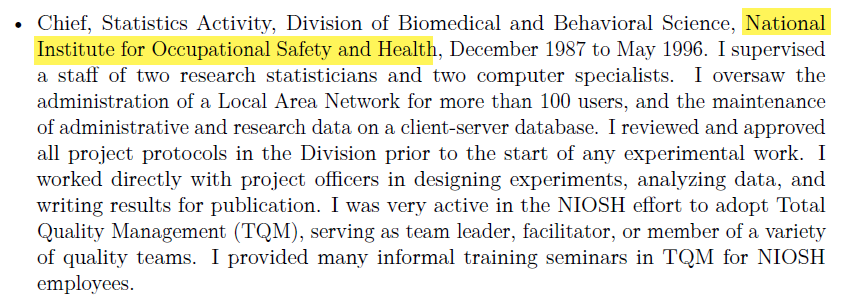 • Chief, Statistics Activity, Division of Biomedical and Behavioral Science, National
Institute for Occupational Safety and Health, December 1987 to May 1996. I supervised
a staff of two research statisticians and two computer specialists. I oversaw the
administration of a Local Area Network for more than 100 users, and the maintenance
of administrative and research data on a client-server database. I reviewed and approved
all project protocols in the Division prior to the start of any experimental work. I
worked directly with project officers in designing experiments, analyzing data, and
writing results for publication. I was very active in the NIOSH effort to adopt Total
Quality Management (TQM), serving as team leader, facilitator, or member of a variety
of quality teams. I provided many informal training seminars in TQM for NIOSH
employees.